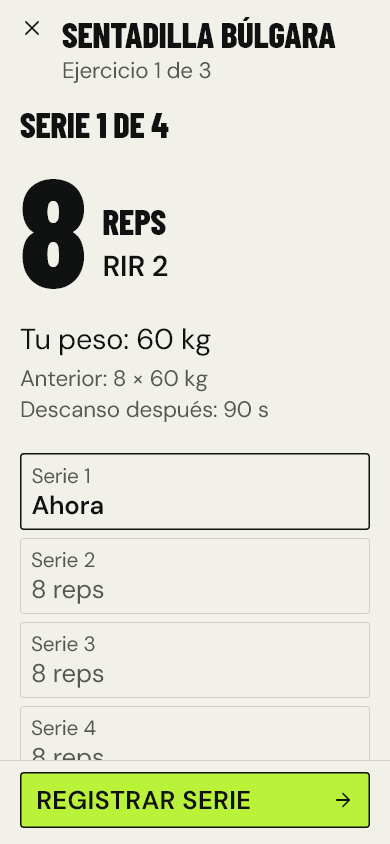 SENTADILLA BÚLGARA
Ejercicio 1 de 3
SERIE 1 DE 4
8
REPS
RIR 2
Tu peso: 60 kg
Anterior: 8 × 60 kg
Descanso después: 90 s
Serie 1
Ahora
Serie 2
8 reps
Serie 3
8 reps
Serie 4
8 reps
REGISTRAR SERIE